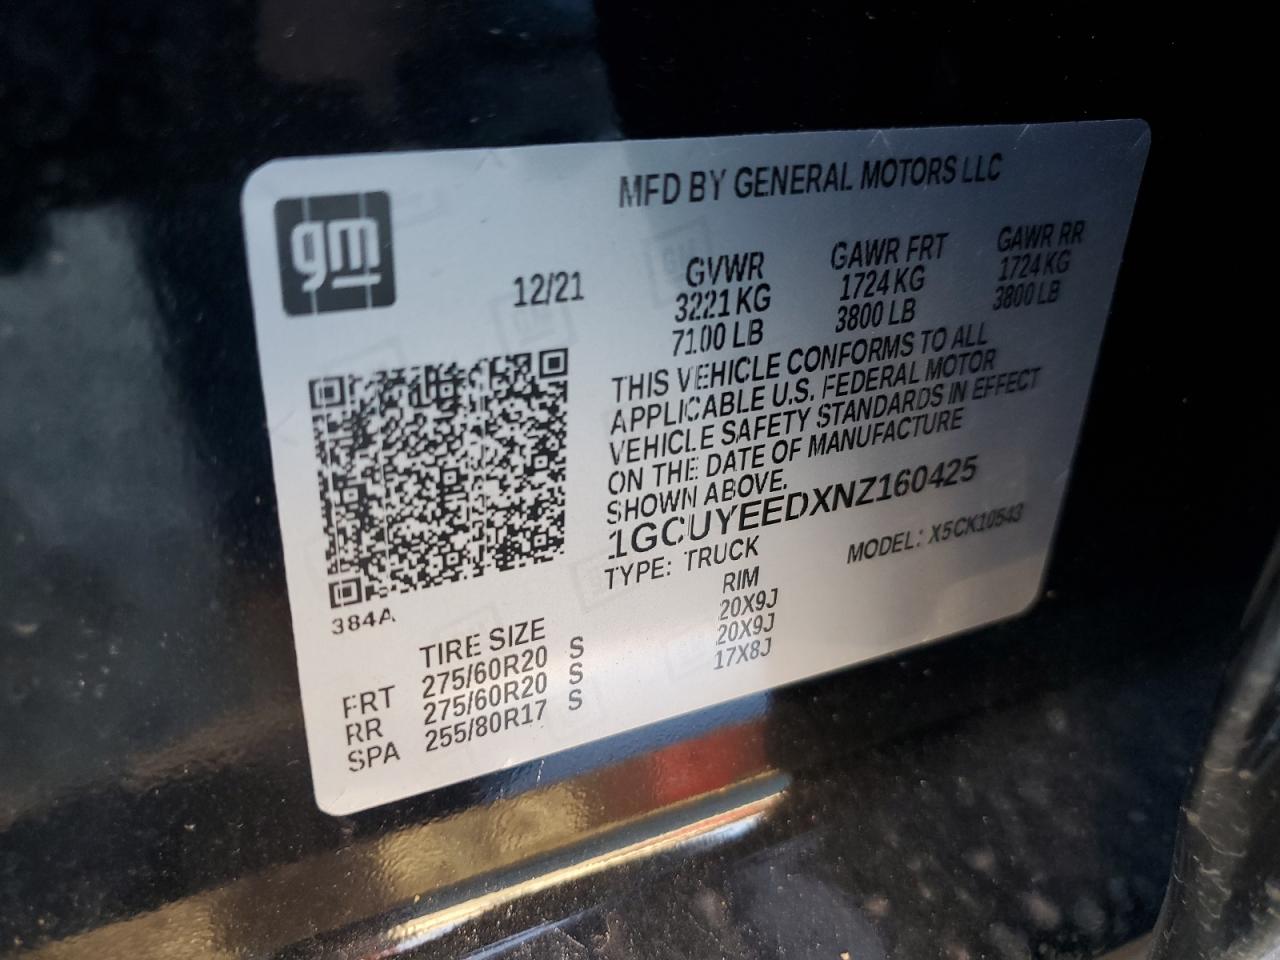 gm
MFD BY GENERAL MOTORS LLC
12/21
GVWR GAWR FRT GAWR RR
3221 KG 1724 KG 1724 KG
7100 LB 3800 LB 3800 LB
THIS VEHICLE CONFORMS TO ALL
APPLICABLE U.S. FEDERAL MOTOR
VEHICLE SAFETY STANDARDS IN EFFECT
ON THE DATE OF MANUFACTURE
SHOWN ABOVE.
1GCUYEEDXNZ160425
TYPE: TRUCK MODEL: X5CK10543
384A
TIRE SIZE RIM
FRT 275/60R20 S 20X9J
RR 275/60R20 S 20X9J
SPA 255/80R17 S 17X8J